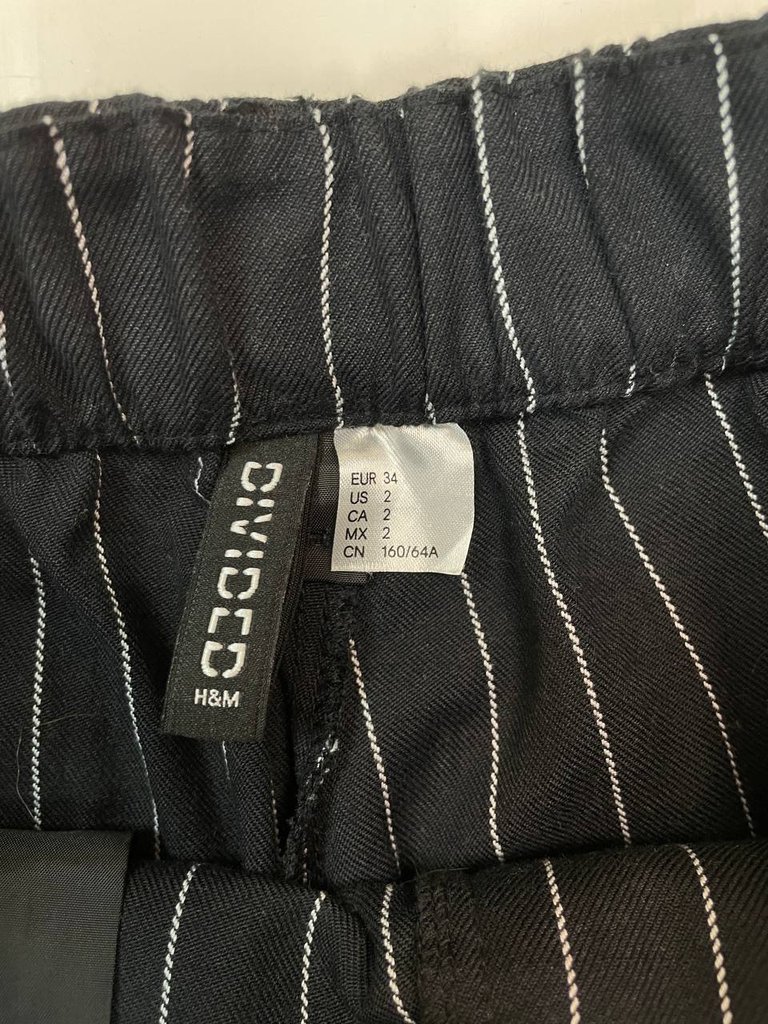 DIVIDED
H&M
EUR 34
US 2
CA 2
MX 2
CN 160/64A